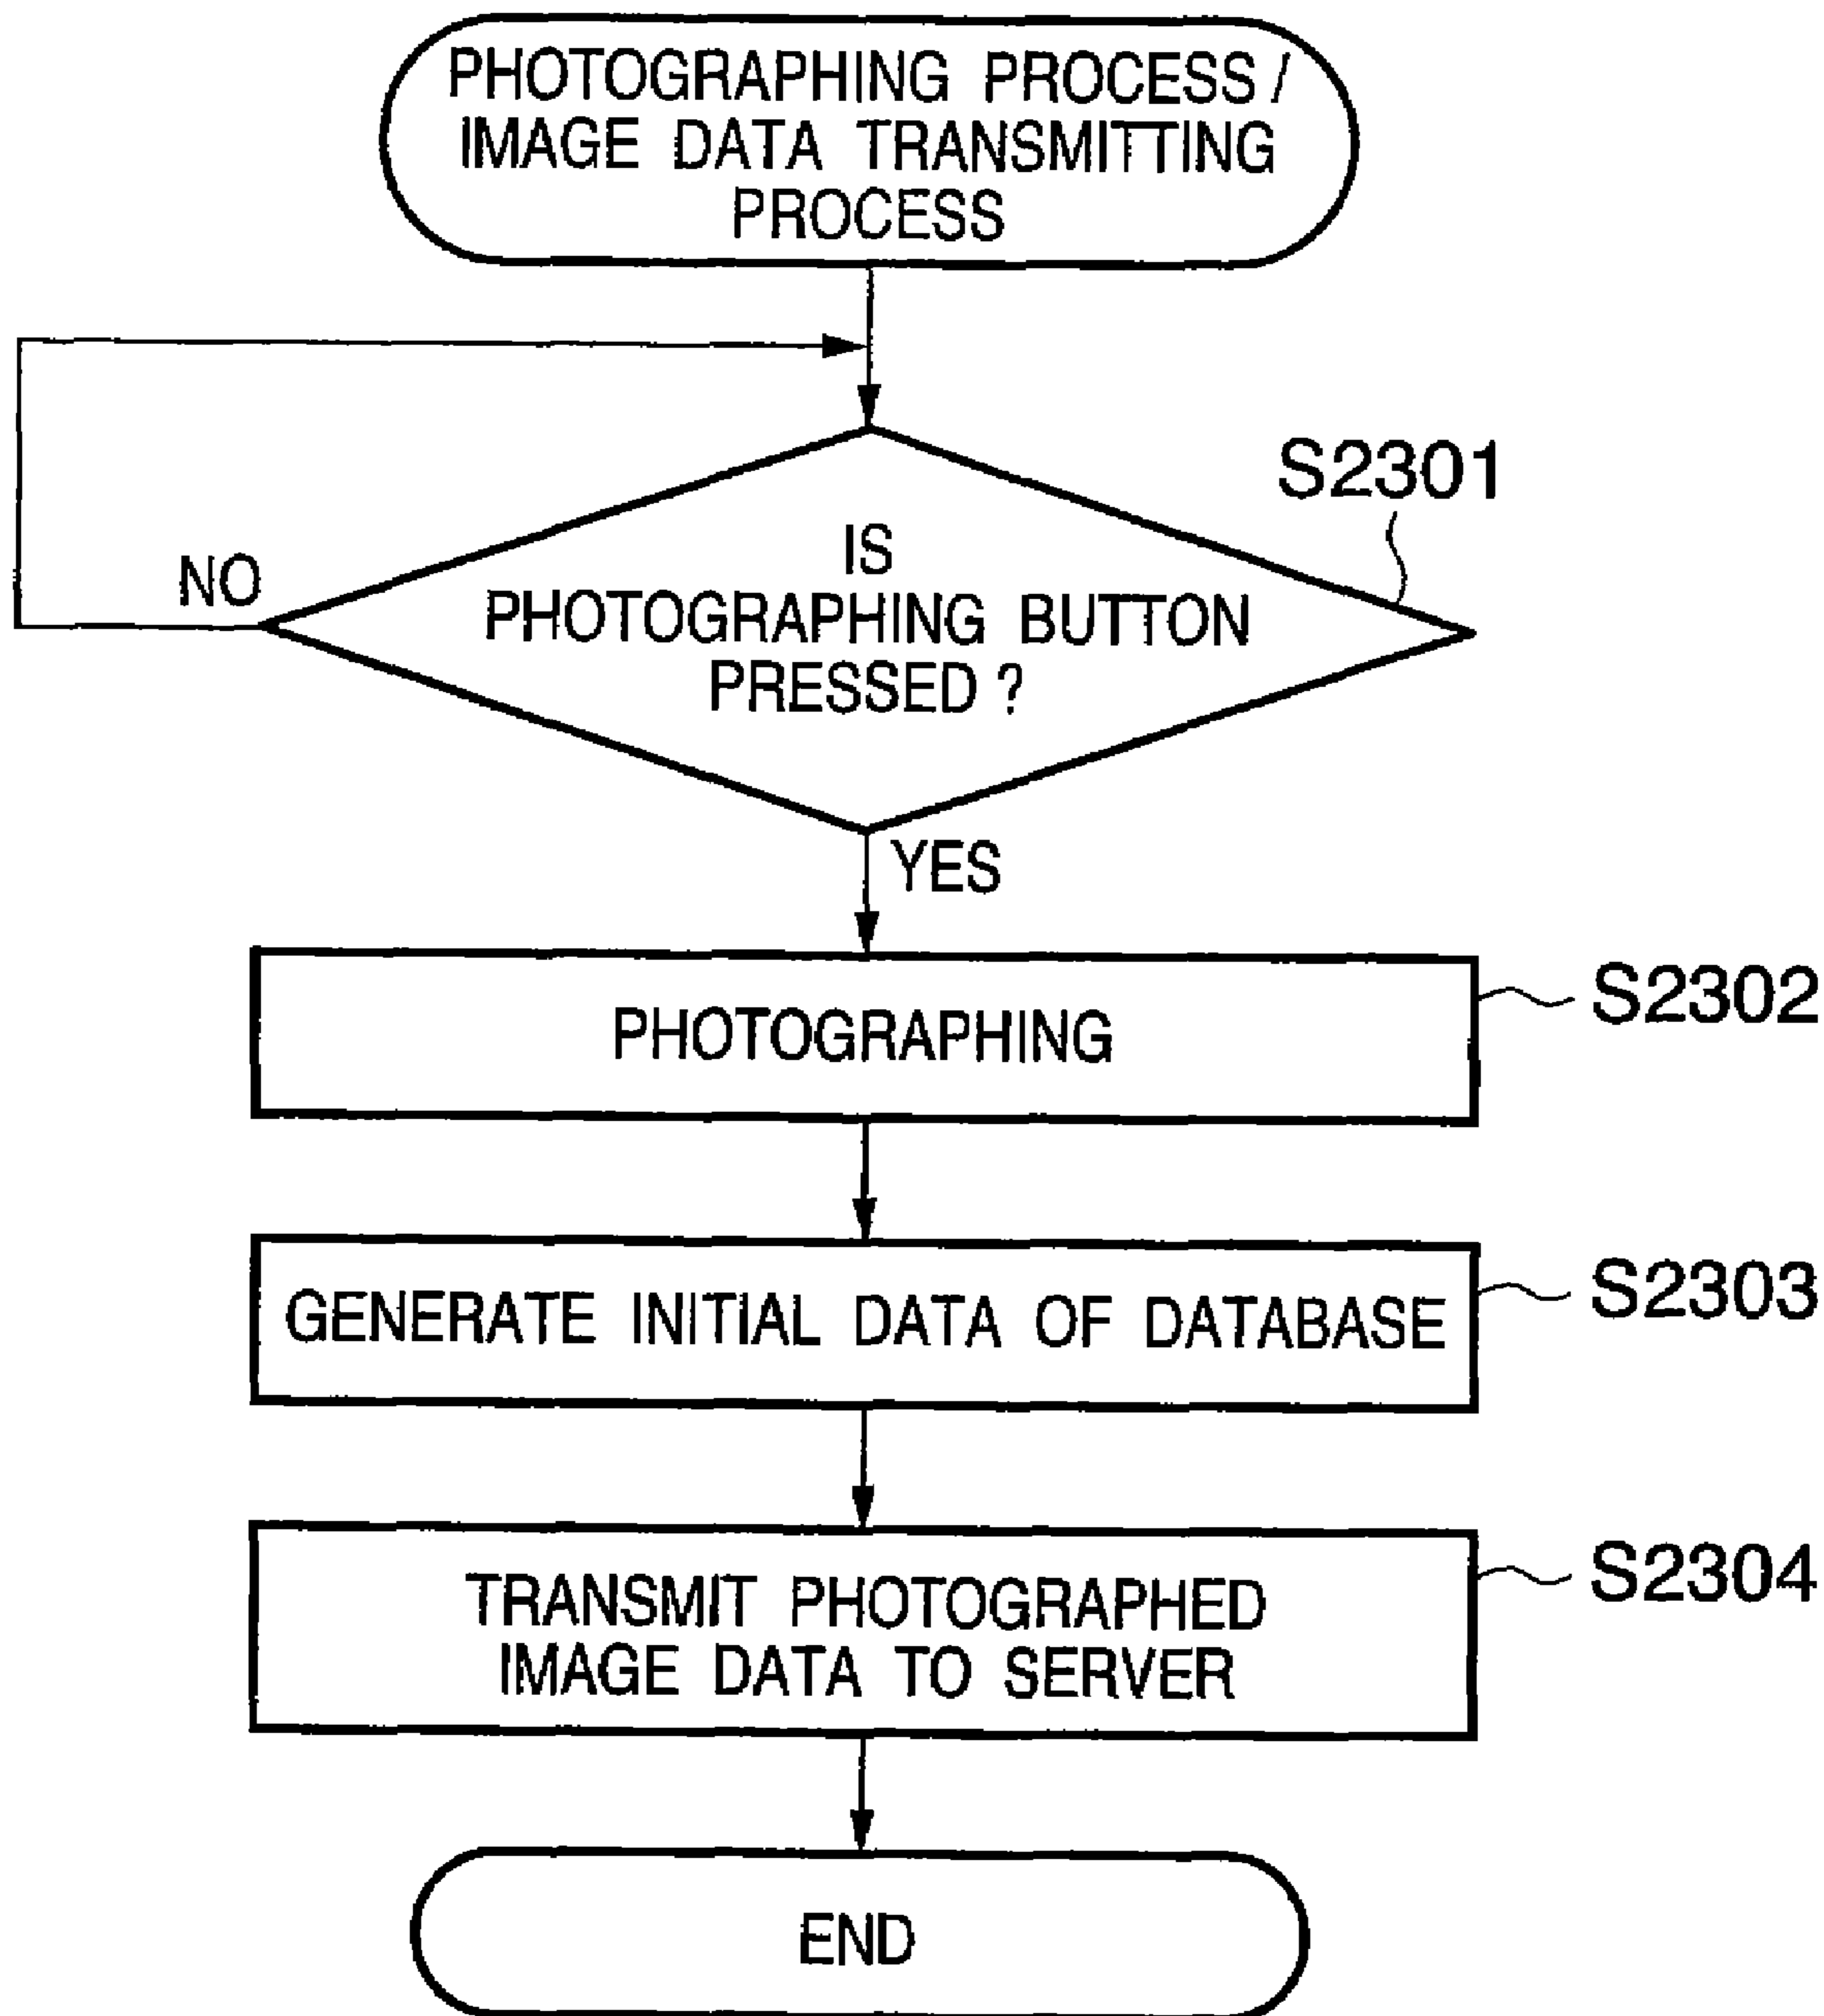 PHOTOGRAPHING PROCESS /
IMAGE DATA TRANSMITTING
PROCESS
S2301
NO
IS
PHOTOGRAPHING BUTTON
PRESSED ?
YES
PHOTOGRAPHING
S2302
GENERATE INITIAL DATA OF DATABASE
S2303
TRANSMIT PHOTOGRAPHED
IMAGE DATA TO SERVER
S2304
END